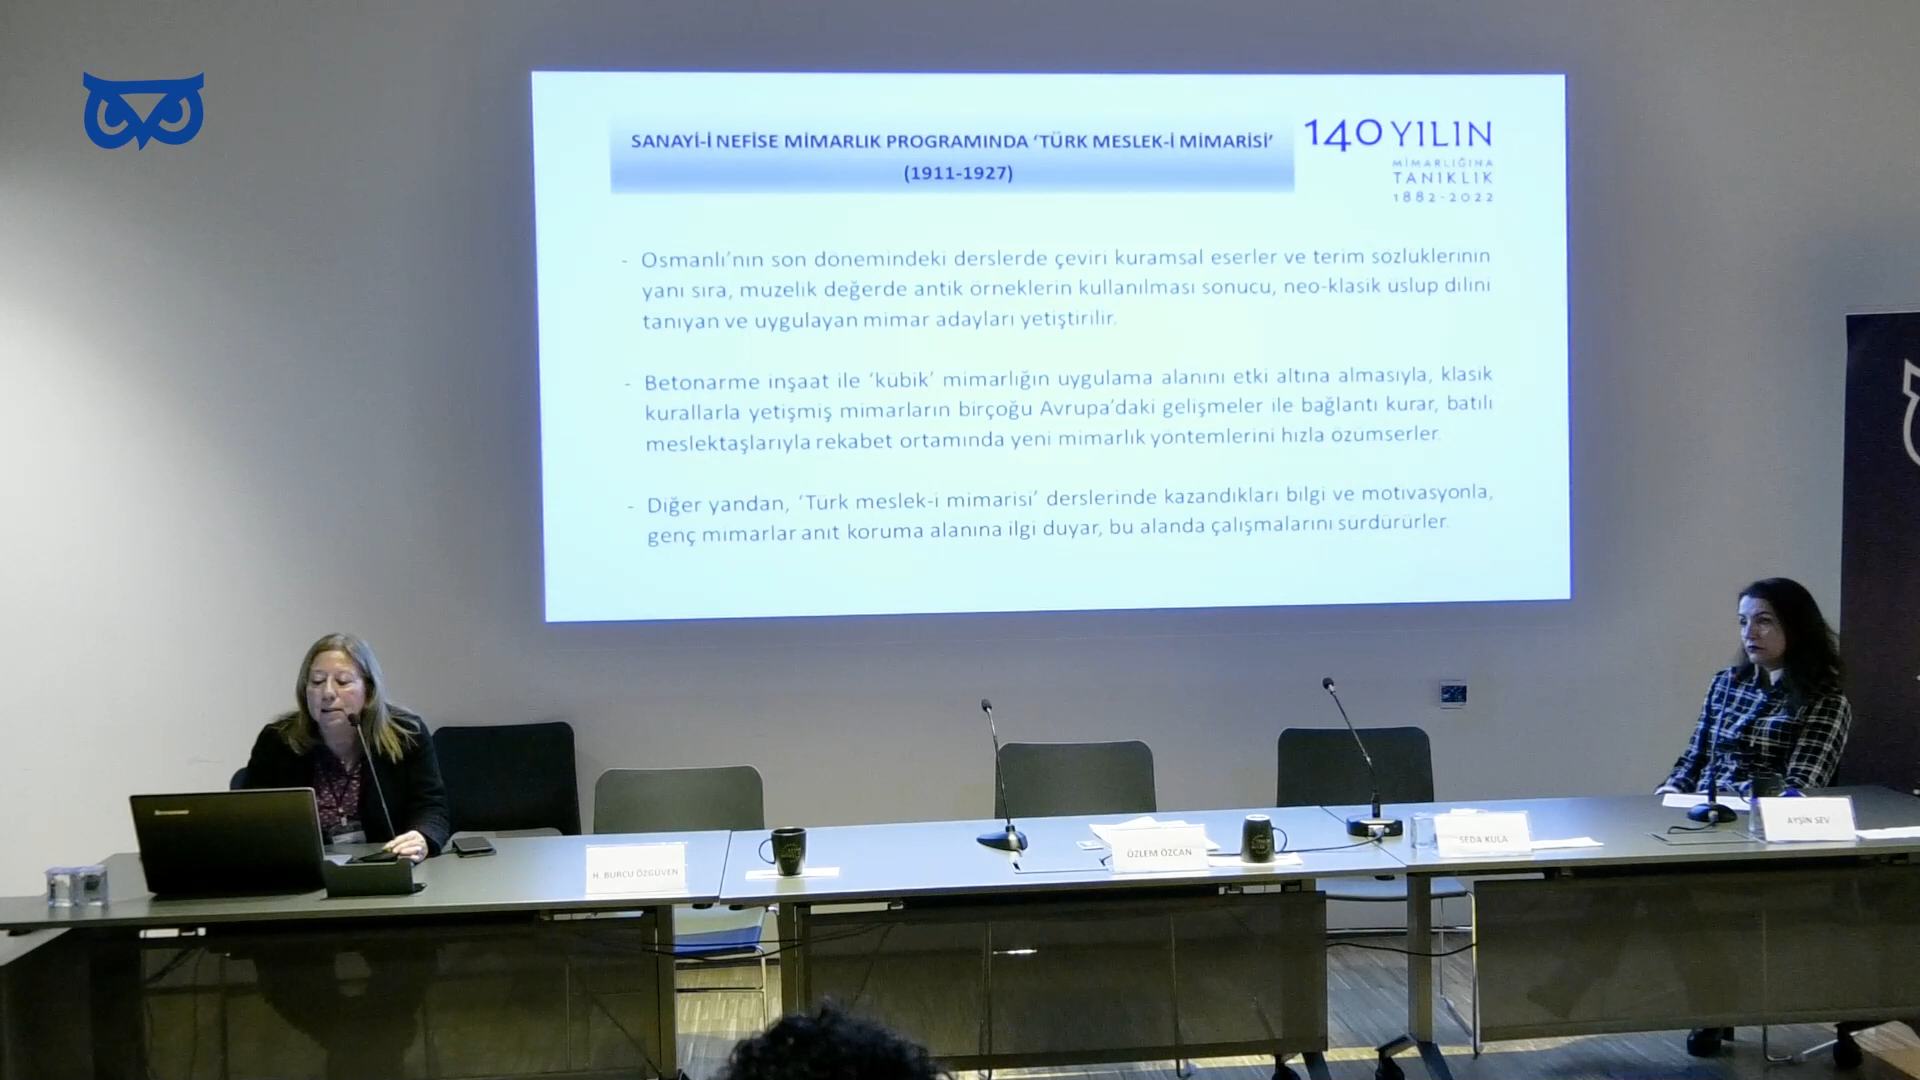 SANAYİ-İ NEFİSE MİMARLIK PROGRAMINDA ‘TÜRK MESLEK-İ MİMARİSİ’
(1911-1927)
140 YILIN
MİMARLIĞINA
TANIKLIK
1882-2022
- Osmanlı’nın son dönemindeki derslerde çeviri kuramsal eserler ve terim sözlüklerinin
yanı sıra, müzelik değerde antik örneklerin kullanılması sonucu, neo-klasik üslup dilini
tanıyan ve uygulayan mimar adayları yetiştirilir.
- Betonarme inşaat ile ‘kübik’ mimarlığın uygulama alanını etki altına almasıyla, klasik
kurallarla yetişmiş mimarların birçoğu Avrupa’daki gelişmeler ile bağlantı kurar, batılı
meslektaşlarıyla rekabet ortamında yeni mimarlık yöntemlerini hızla özümserler.
- Diğer yandan, ‘Türk meslek-i mimarisi’ derslerinde kazandıkları bilgi ve motivasyonla,
genç mimarlar anıt koruma alanına ilgi duyar, bu alanda çalışmalarını sürdürürler.
H. BURCU ÖZGÜVEN
ÖZLEM ÖZCAN
SEDA KULA
AYŞİN SEV